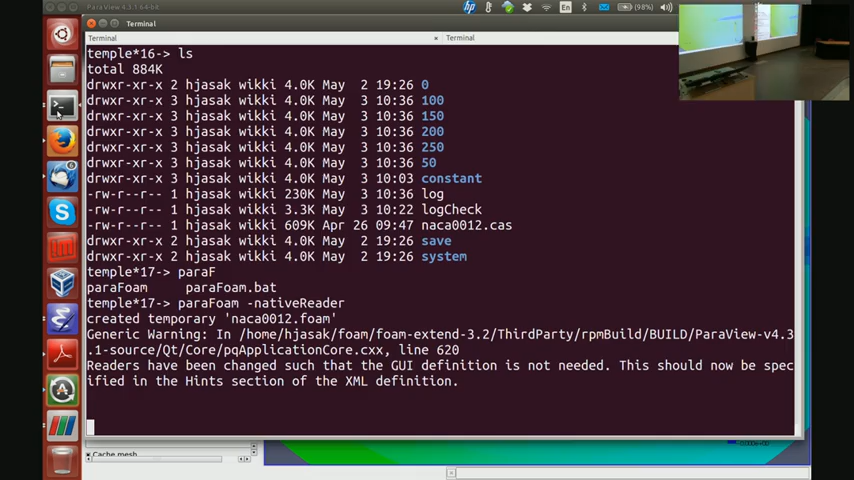 ParaView 4.3.1 64-bit
En
(98%)
Terminal
Terminal
Terminal
temple*16-> ls
total 884K
drwxr-xr-x 2 hjasak wikki 4.0K May  2 19:26 0
drwxr-xr-x 3 hjasak wikki 4.0K May  3 10:36 100
drwxr-xr-x 3 hjasak wikki 4.0K May  3 10:36 150
drwxr-xr-x 3 hjasak wikki 4.0K May  3 10:36 200
drwxr-xr-x 3 hjasak wikki 4.0K May  3 10:36 250
drwxr-xr-x 3 hjasak wikki 4.0K May  3 10:36 50
drwxr-xr-x 3 hjasak wikki 4.0K May  3 10:03 constant
-rw-r--r-- 1 hjasak wikki 230K May  3 10:36 log
-rw-r--r-- 1 hjasak wikki 3.3K May  3 10:22 logCheck
-rw-r--r-- 1 hjasak wikki 609K Apr 26 09:47 naca0012.cas
drwxr-xr-x 2 hjasak wikki 4.0K May  2 19:26 save
drwxr-xr-x 2 hjasak wikki 4.0K May  2 19:26 system
temple*17-> paraF
paraFoam     paraFoam.bat
temple*17-> paraFoam -nativeReader
created temporary 'naca0012.foam'
Generic Warning: In /home/hjasak/foam/foam-extend-3.2/ThirdParty/rpmBuild/BUILD/ParaView-v4.3
.1-source/Qt/Core/pqApplicationCore.cxx, line 620
Readers have been changed such that the GUI definition is not needed. This should now be spec
ified in the Hints section of the XML definition.
Cache mesh